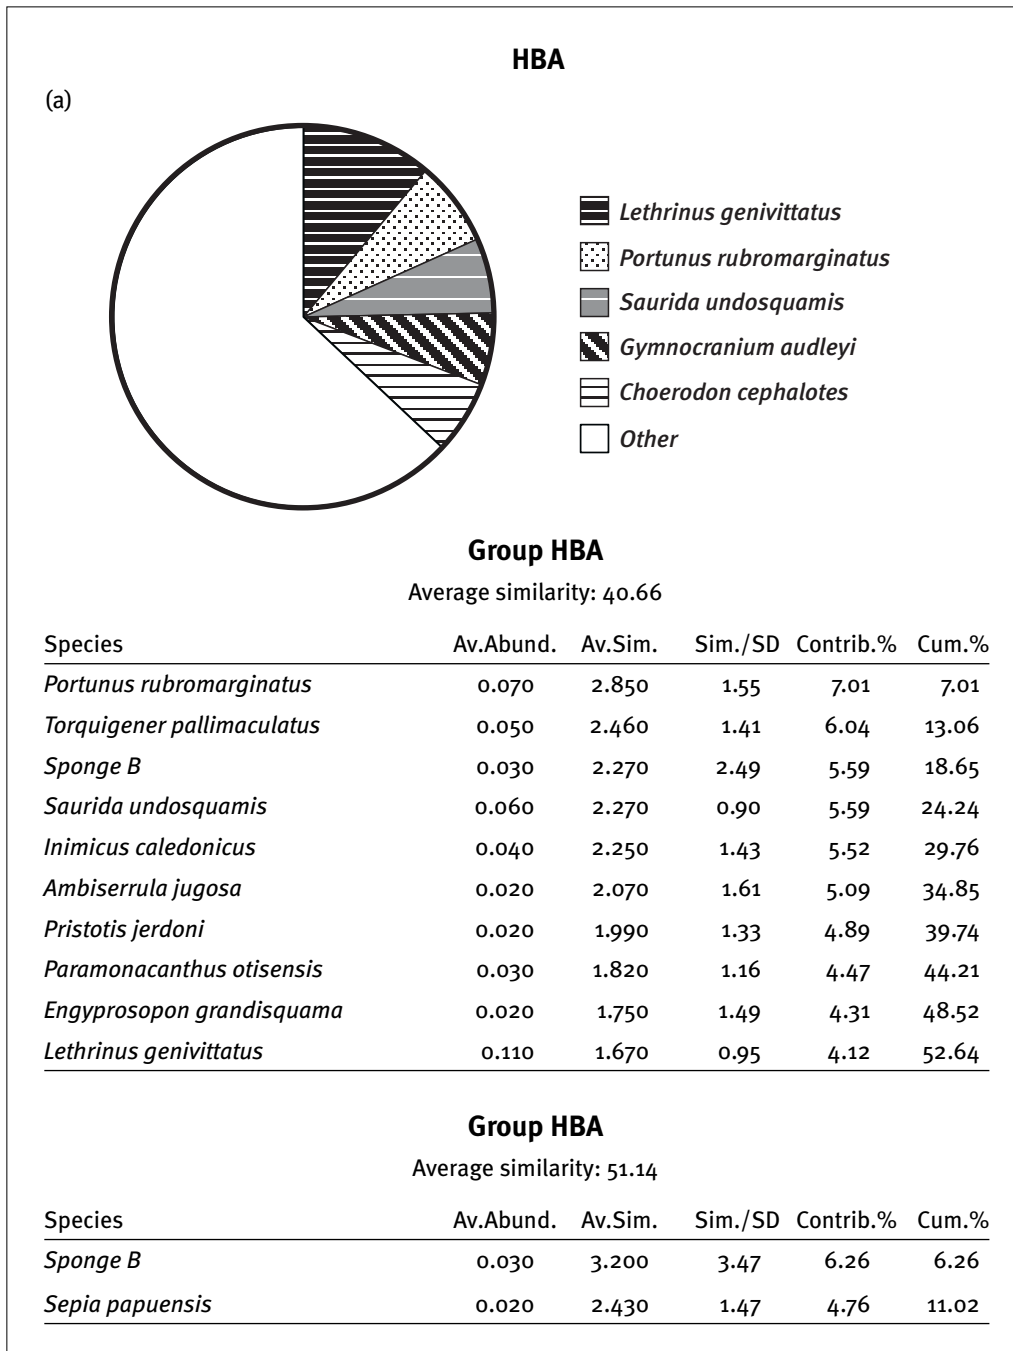 HBA
(a)
Lethrinus genivittatus
Portunus rubromarginatus
Saurida undosquamis
Gymnocranium audleyi
Choerodon cephalotes
Other
Group HBA
Average similarity: 40.66
Species Av.Abund. Av.Sim. Sim./SD Contrib.% Cum.%
Portunus rubromarginatus 0.070 2.850 1.55 7.01 7.01
Torquigener pallimaculatus 0.050 2.460 1.41 6.04 13.06
Sponge B 0.030 2.270 2.49 5.59 18.65
Saurida undosquamis 0.060 2.270 0.90 5.59 24.24
Inimicus caledonicus 0.040 2.250 1.43 5.52 29.76
Ambiserrula jugosa 0.020 2.070 1.61 5.09 34.85
Pristotis jerdoni 0.020 1.990 1.33 4.89 39.74
Paramonacanthus otisensis 0.030 1.820 1.16 4.47 44.21
Engyprosopon grandisquama 0.020 1.750 1.49 4.31 48.52
Lethrinus genivittatus 0.110 1.670 0.95 4.12 52.64
Group HBA
Average similarity: 51.14
Species Av.Abund. Av.Sim. Sim./SD Contrib.% Cum.%
Sponge B 0.030 3.200 3.47 6.26 6.26
Sepia papuensis 0.020 2.430 1.47 4.76 11.02